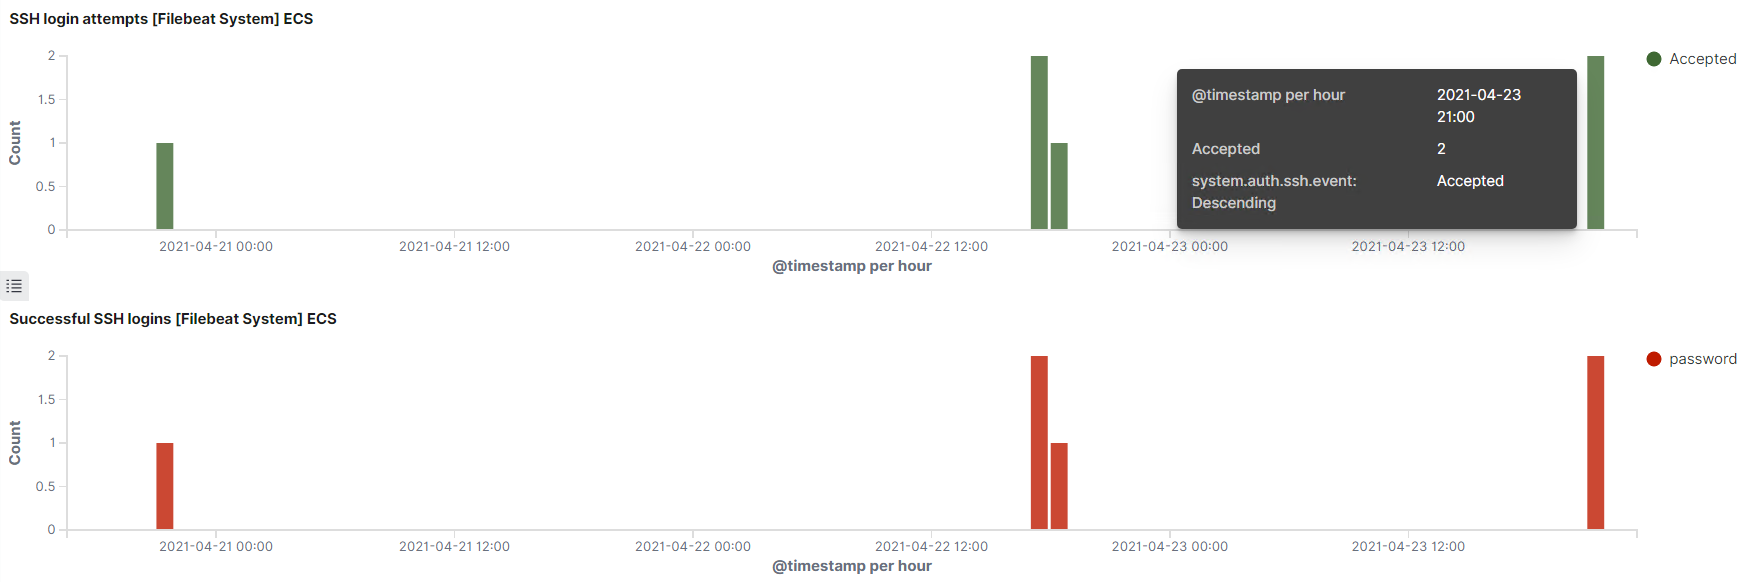 SSH login attempts [Filebeat System] ECS
2
1.5
1
0.5
0
Count
Accepted
@timestamp per hour 2021-04-23
21:00
Accepted 2
system.auth.ssh.event: Accepted
Descending
2021-04-21 00:00 2021-04-21 12:00 2021-04-22 00:00 2021-04-22 12:00 2021-04-23 00:00 2021-04-23 12:00
@timestamp per hour
Successful SSH logins [Filebeat System] ECS
2
1.5
1
0.5
0
Count
password
2021-04-21 00:00 2021-04-21 12:00 2021-04-22 00:00 2021-04-22 12:00 2021-04-23 00:00 2021-04-23 12:00
@timestamp per hour